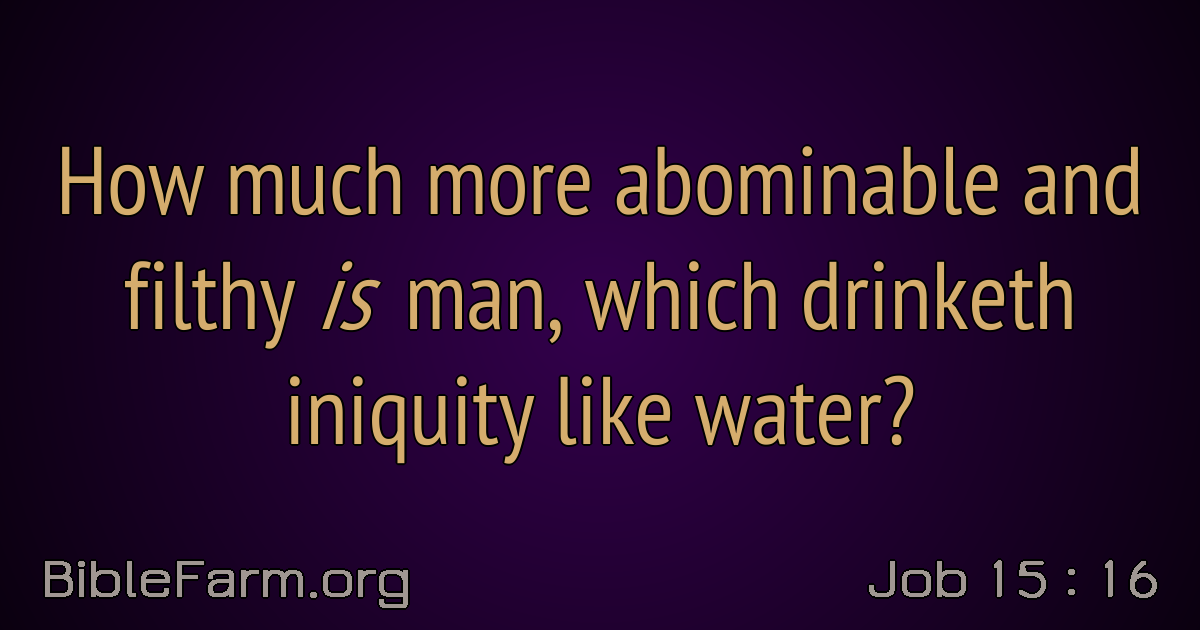 How much more abominable and
filthy is man, which drinketh
iniquity like water?
BibleFarm.org
Job 15 : 16